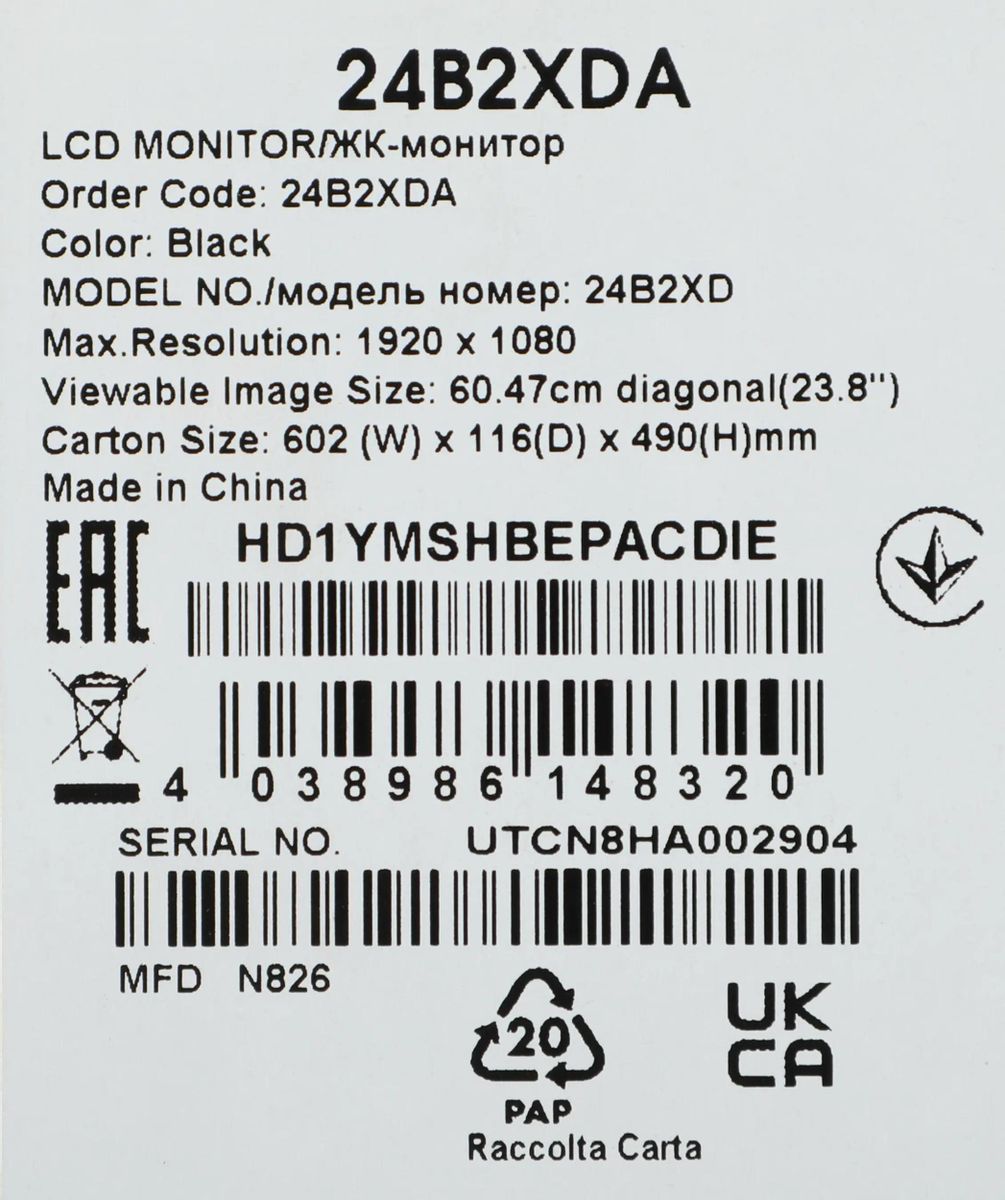 24B2XDA
LCD MONITOR/ЖК-монитор
Order Code: 24B2XDA
Color: Black
MODEL NO./модель номер: 24B2XD
Max.Resolution: 1920 x 1080
Viewable Image Size: 60.47cm diagonal(23.8")
Carton Size: 602 (W) x 116(D) x 490(H)mm
Made in China
EAC
HD1YMSHBEPACDIE
4 038986 148320
SERIAL NO. UTCN8HA002904
MFD N826
20
PAP
Raccolta Carta
UK
CA